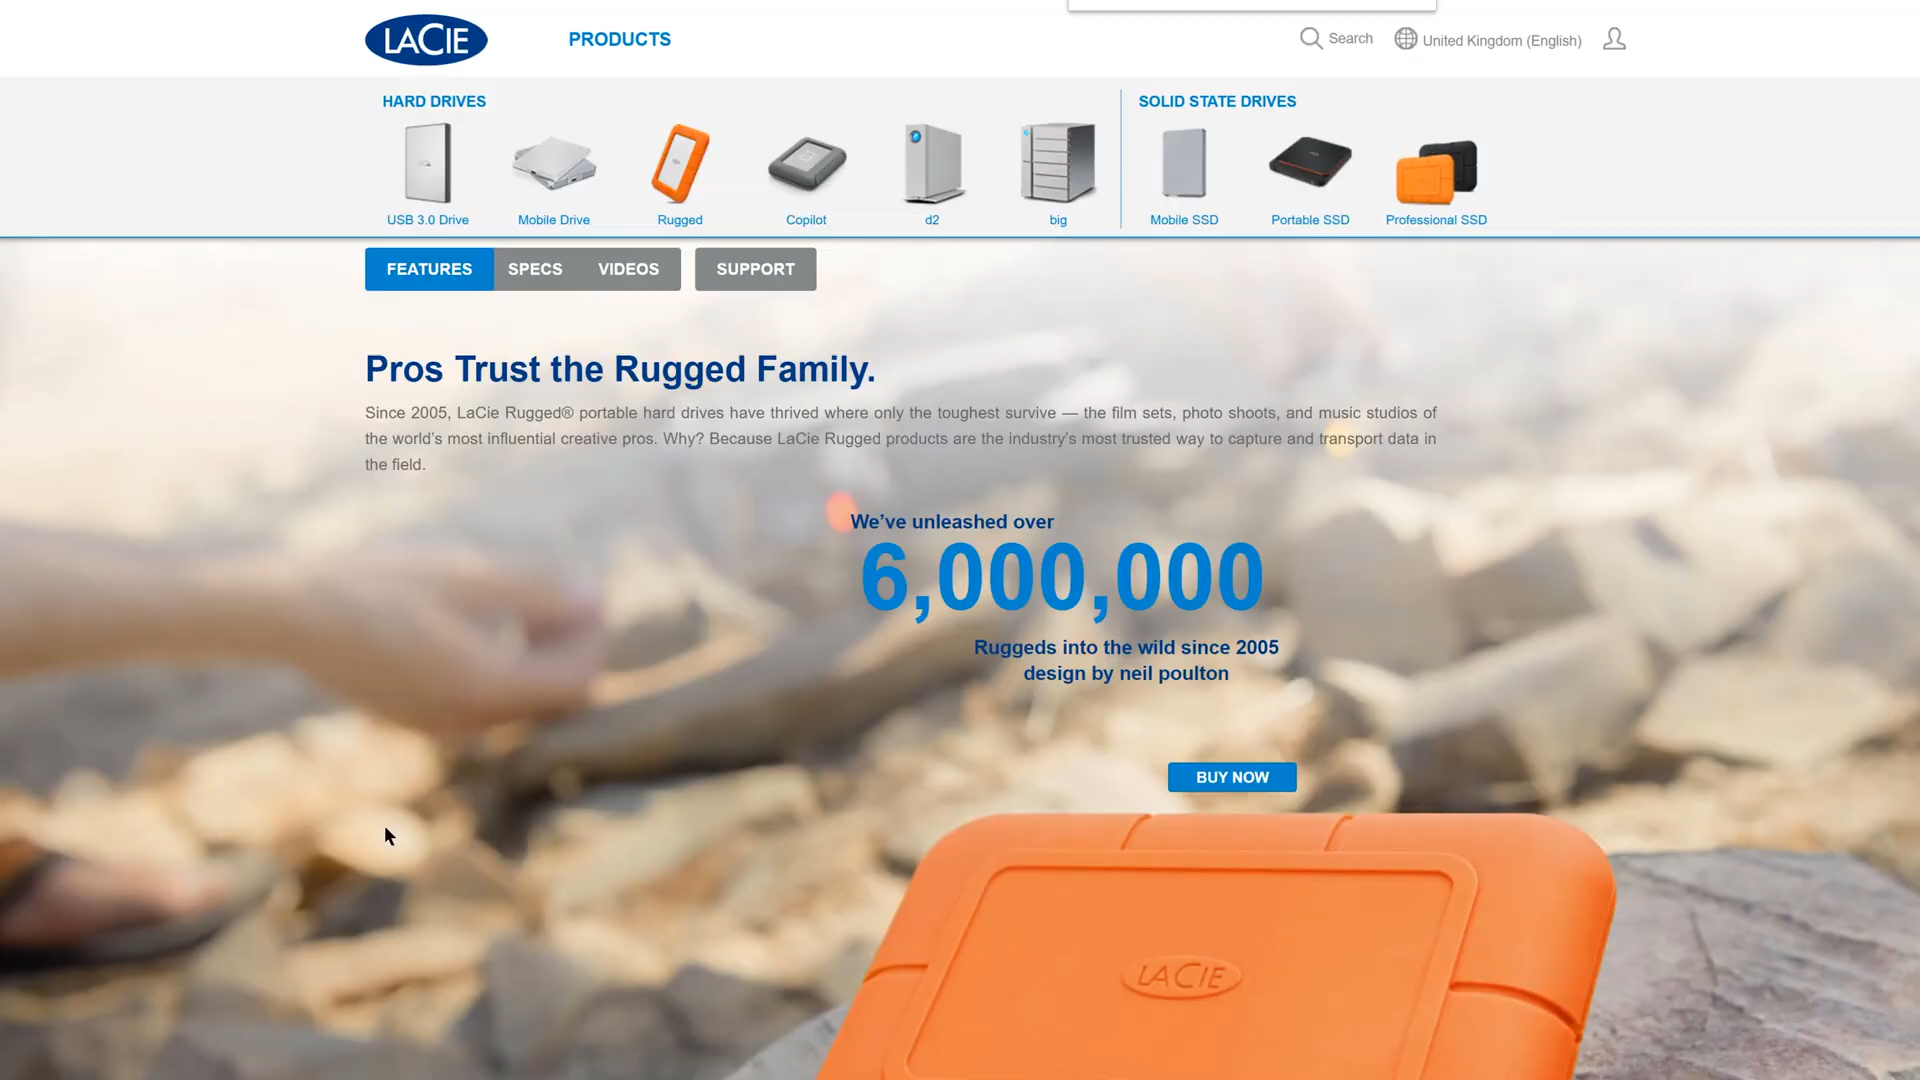 LACIE
PRODUCTS
Search
United Kingdom (English)
HARD DRIVES
SOLID STATE DRIVES
USB 3.0 Drive
Mobile Drive
Rugged
Copilot
d2
big
Mobile SSD
Portable SSD
Professional SSD
FEATURES
SPECS
VIDEOS
SUPPORT
Pros Trust the Rugged Family.
Since 2005, LaCie Rugged® portable hard drives have thrived where only the toughest survive — the film sets, photo shoots, and music studios of
the world's most influential creative pros. Why? Because LaCie Rugged products are the industry's most trusted way to capture and transport data in
the field.
We've unleashed over
6,000,000
Ruggeds into the wild since 2005
design by neil poulton
BUY NOW
LACIE